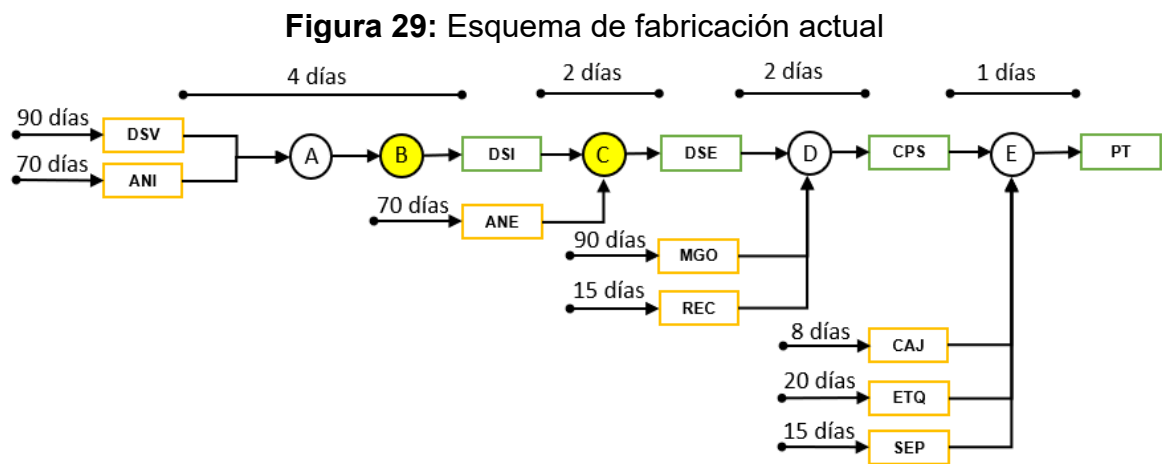 Figura 29: Esquema de fabricación actual
4 días
2 días
2 días
1 días
90 días
DSV
70 días
ANI
A
B
DSI
C
DSE
D
CPS
E
PT
70 días
ANE
90 días
MGO
15 días
REC
8 días
CAJ
20 días
ETQ
15 días
SEP